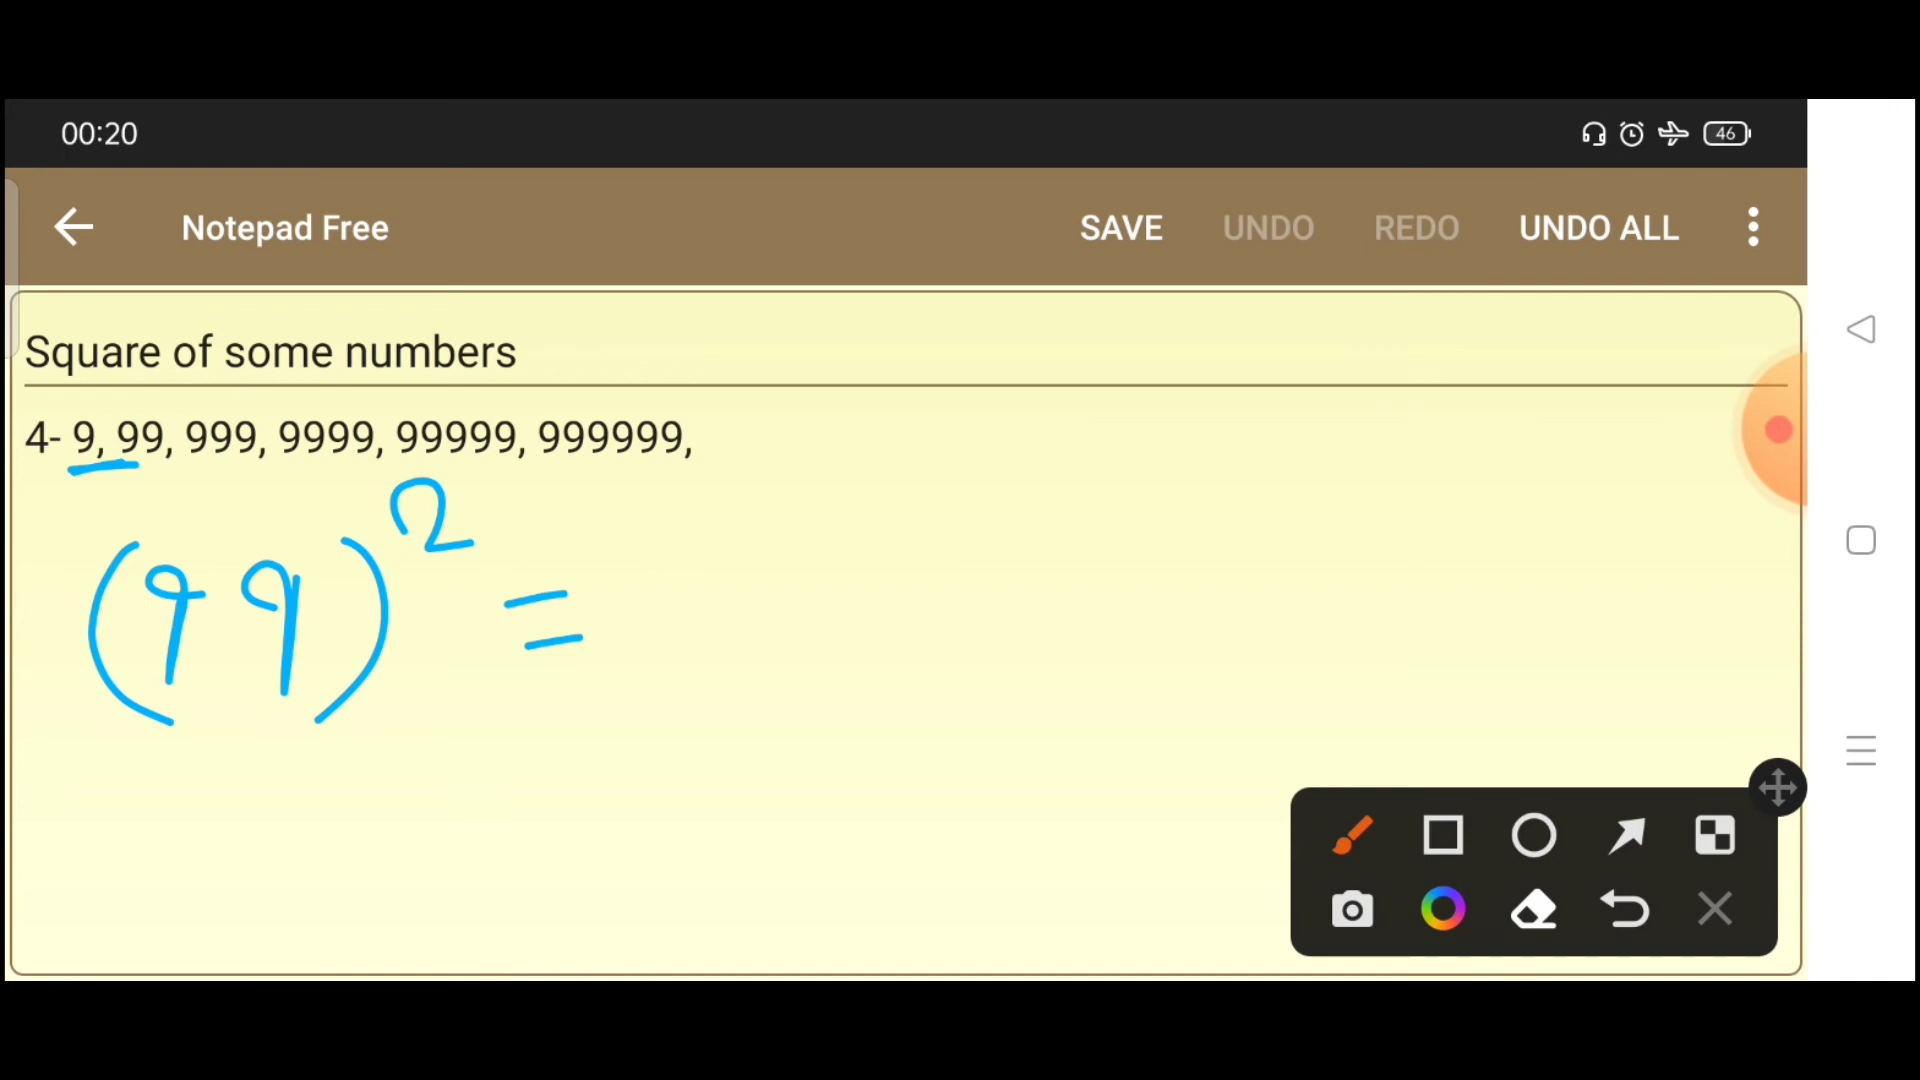 00:20 46
Notepad Free SAVE UNDO REDO UNDO ALL
Square of some numbers
4- 9, 99, 999, 9999, 99999, 999999,
(99)² =